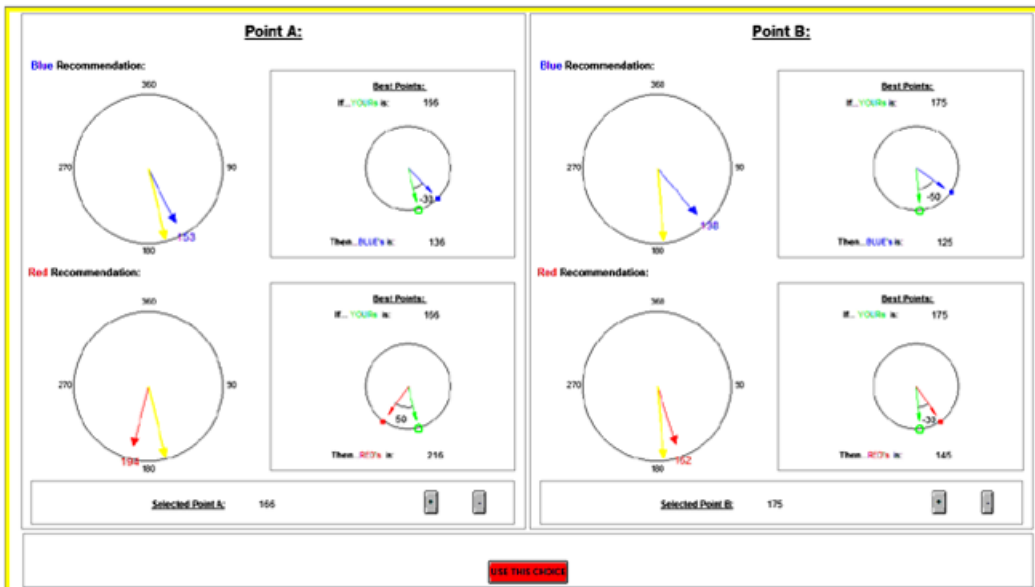 Point A:
Blue Recommendation:
360
270
90
180
153
Best Points:
If...YOURs is: 166
-30
Then...BLUE's is: 136
Red Recommendation:
360
270
90
180
194
Best Points:
If... YOURs is: 166
50
Then...RED's is: 216
Selected Point A: 166
+ -
Point B:
Blue Recommendation:
360
270
90
180
138
Best Points:
If...YOURs is: 175
-50
Then...BLUE's is: 125
Red Recommendation:
360
270
90
180
162
Best Points:
If... YOURs is: 175
-30
Then...RED's is: 145
Selected Point B: 175
+ -
USE THIS CHOICE